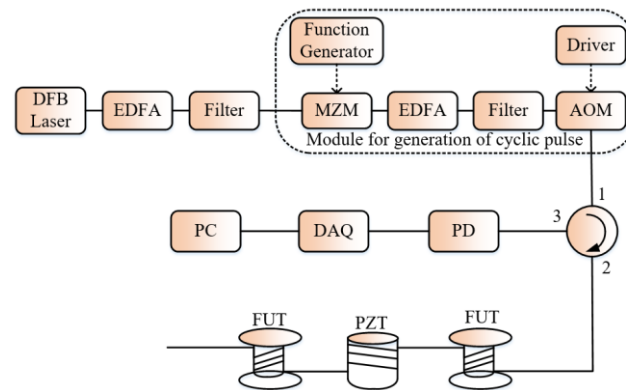 Function
Generator
Driver
DFB
Laser
EDFA
Filter
MZM
EDFA
Filter
AOM
Module for generation of cyclic pulse
1
3
2
PC
DAQ
PD
FUT
PZT
FUT